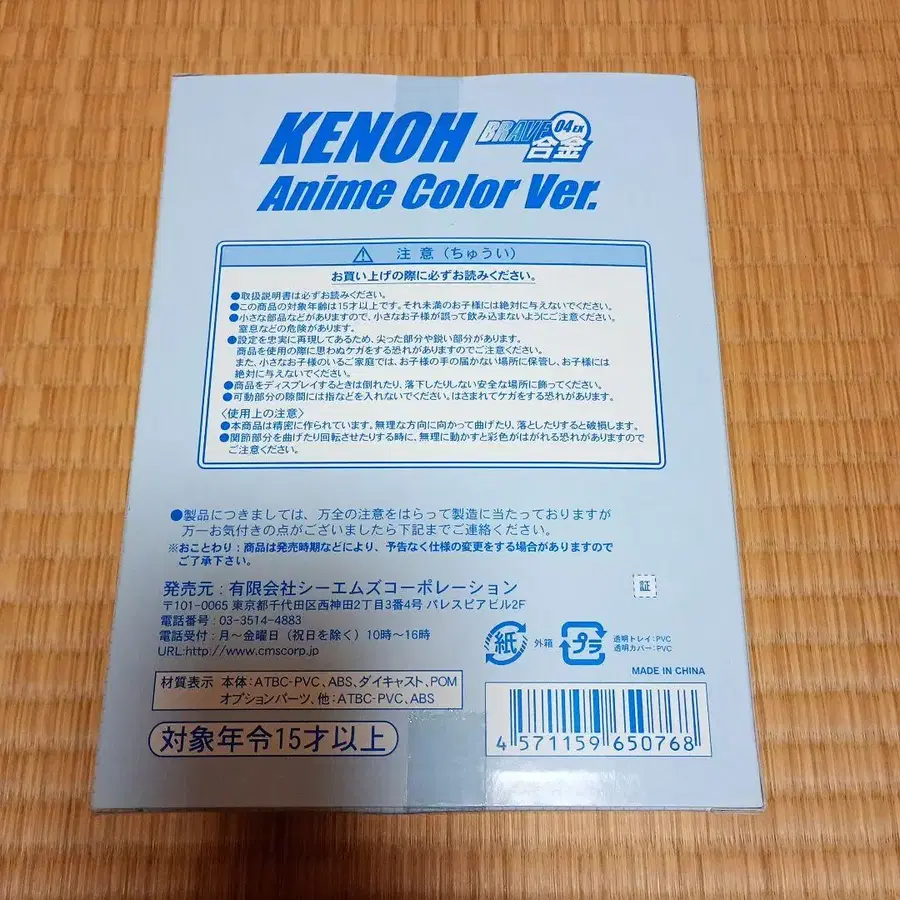 KENOH BRAVE 合金 04EX
Anime Color Ver.
注意(ちゅうい)
お買い上げの際に必ずお読みください。
●取扱説明書は必ずお読みください。
●この商品の対象年齢は15才以上です。それ未満のお子様には絶対に与えないでください。
●小さな部品などがありますので、小さなお子様が誤って飲み込まないようにご注意ください。
窒息などの危険があります。
●設定を忠実に再現してあるため、尖った部分や鋭い部分があります。
商品を使用の際に思わぬケガをする恐れがありますのでご注意ください。
また、小さなお子様のいるご家庭では、お子様の手の届かない場所に保管し、お子様には
絶対に与えないでください。
●商品をディスプレイするときは倒れたり、落下したりしない安全な場所に飾ってください。
●可動部分の隙間には指などを入れないでください。はさまれてケガをする恐れがあります。
〈使用上の注意〉
●本商品は精密に作られています。無理な方向に向かって曲げたり、落としたりすると破損します。
●関節部分を曲げたり回転させたりする時に、無理に動かすと彩色がはがれる恐れがありますので
ご注意ください。
●製品につきましては、万全の注意をはらって製造に当たっておりますが
万一お気付きの点がございましたら下記までご連絡ください。
※おことわり:商品は発売時期などにより、予告なく仕様の変更をする場合がありますので
ご了承下さい。
発売元:有限会社シーエムズコーポレーション
〒101-0065 東京都千代田区西神田2丁目3番4号 パレスピアビル2F
電話番号:03-3514-4883
電話受付:月～金曜日(祝日を除く)10時～16時
URL:http://www.cmscorp.jp
証
紙 外箱 プラ 透明トレイ:PVC
透明カバー:PVC
MADE IN CHINA
材質表示 本体:ATBC-PVC、ABS、ダイキャスト、POM
オプションパーツ、他:ATBC-PVC、ABS
対象年令15才以上
4 571159 650768